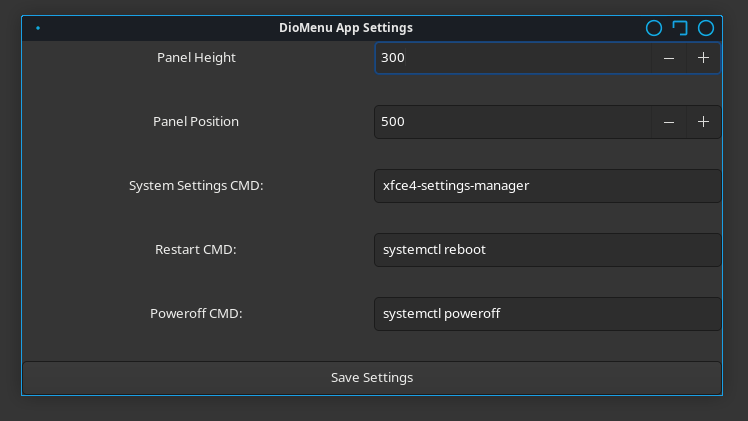 DioMenu App Settings
Panel Height 300
Panel Position 500
System Settings CMD: xfce4-settings-manager
Restart CMD: systemctl reboot
Poweroff CMD: systemctl poweroff
Save Settings